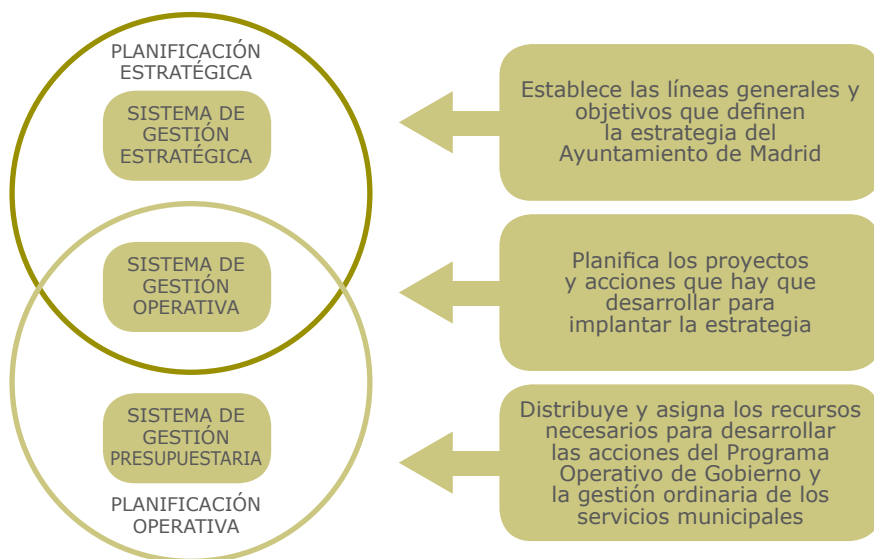 PLANIFICACIÓN
ESTRATÉGICA
SISTEMA DE
GESTIÓN
ESTRATÉGICA
Establece las líneas generales y
objetivos que definen
la estrategia del
Ayuntamiento de Madrid
SISTEMA DE
GESTIÓN
OPERATIVA
Planifica los proyectos
y acciones que hay que
desarrollar para
implantar la estrategia
SISTEMA DE
GESTIÓN
PRESUPUESTARIA
PLANIFICACIÓN
OPERATIVA
Distribuye y asigna los recursos
necesarios para desarrollar
las acciones del Programa
Operativo de Gobierno y
la gestión ordinaria de los
servicios municipales